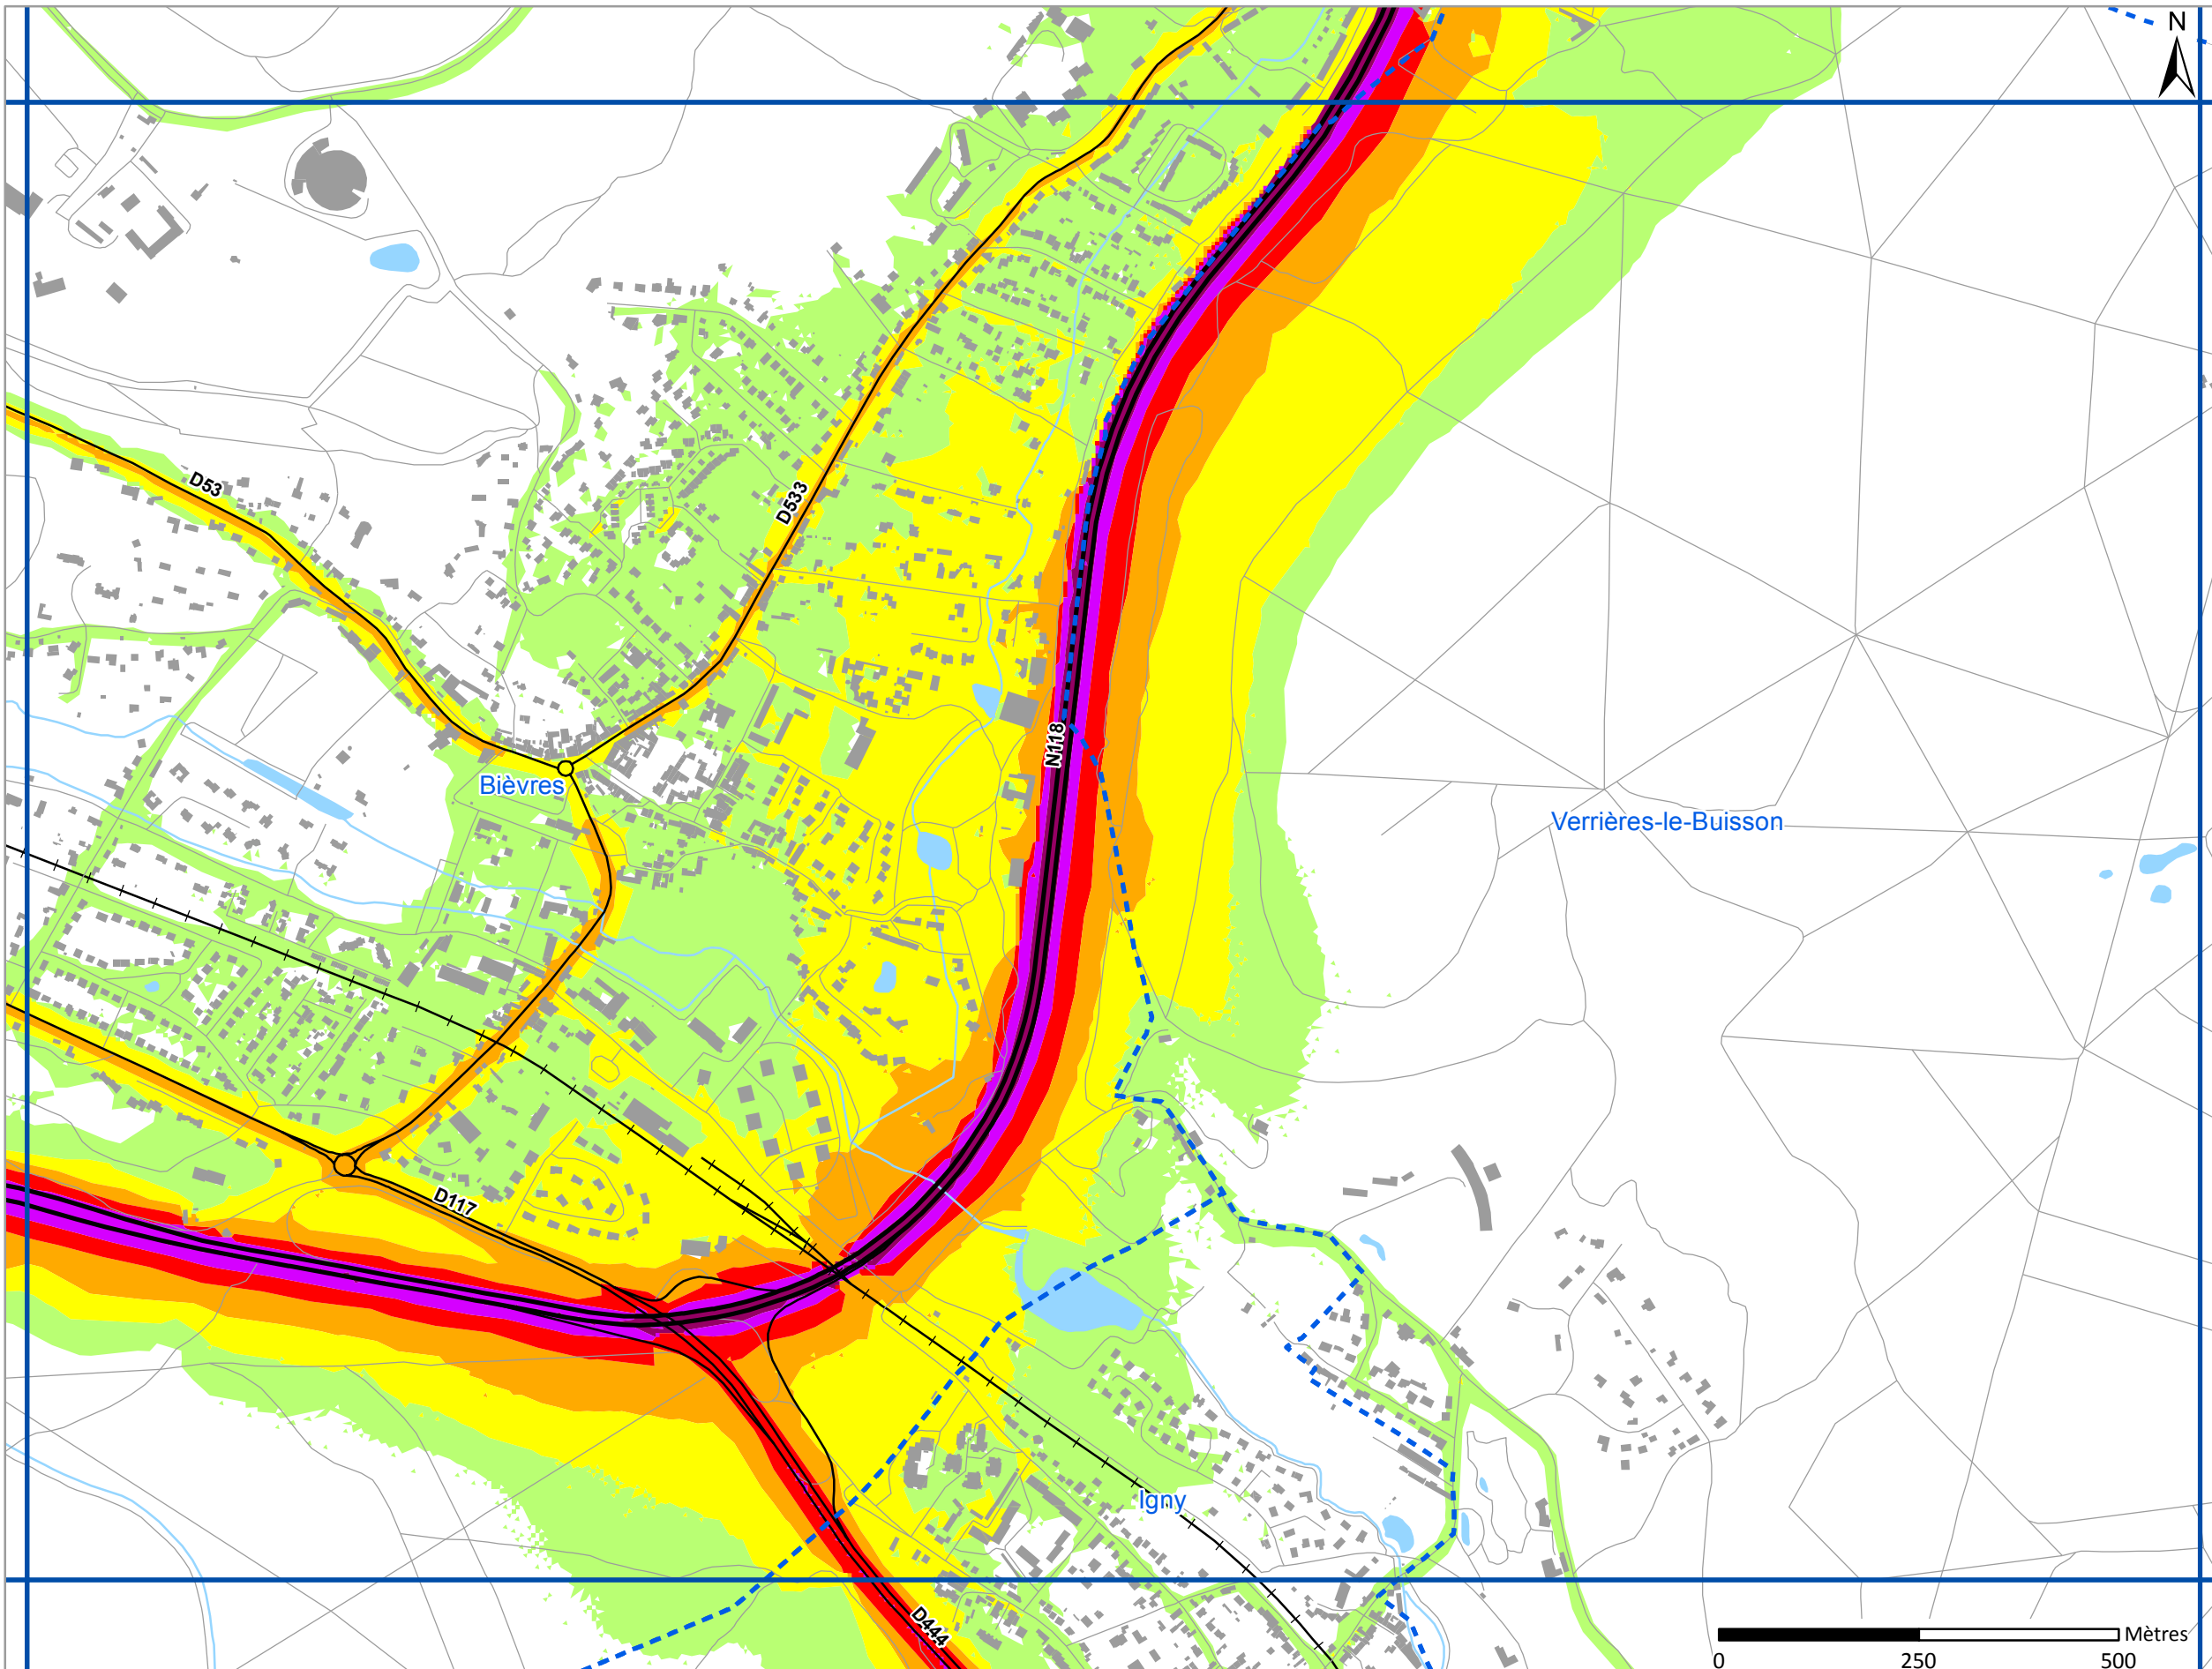 N
D53
D533
N118
Bièvres
Verrières-le-Buisson
D117
Igny
D444
Mètres
0 250 500